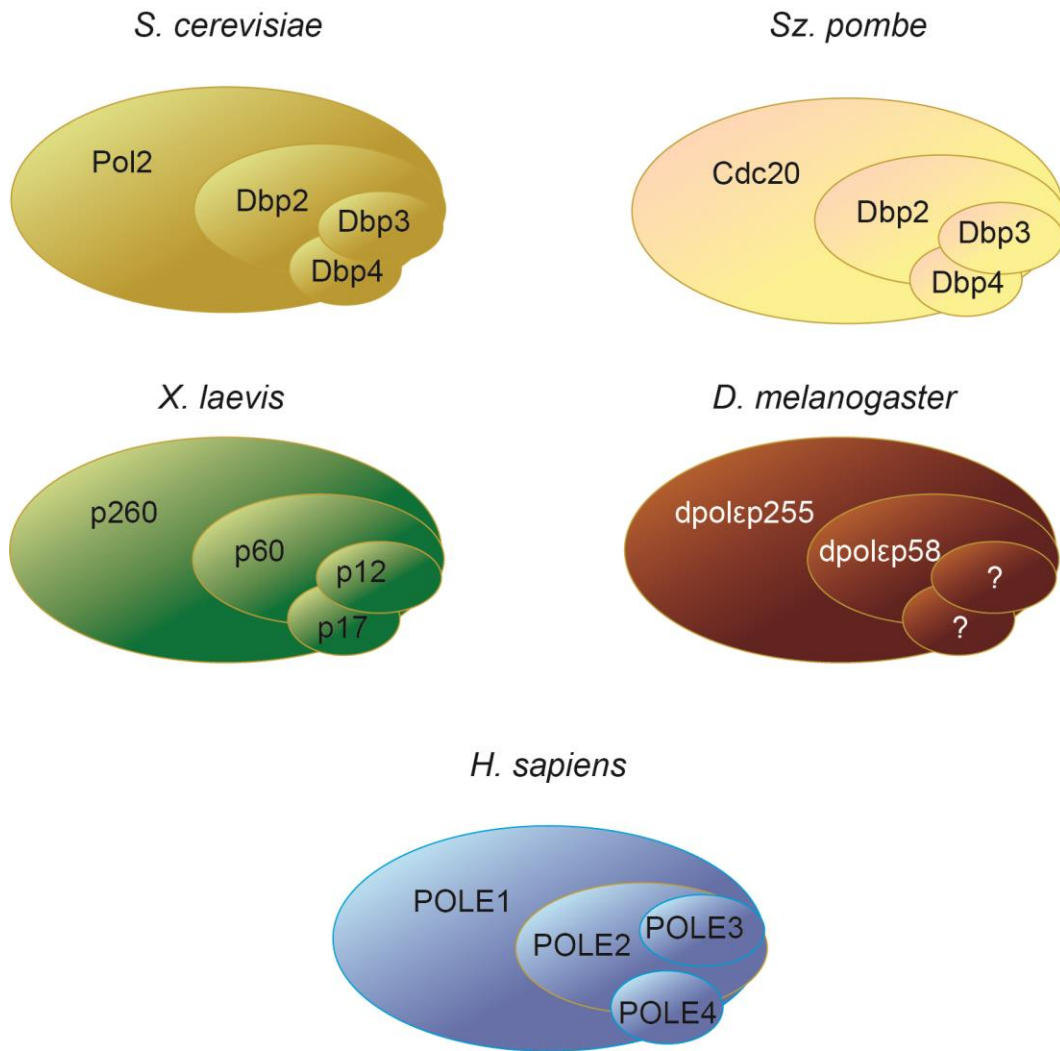 S. cerevisiae
Sz. pombe
Pol2
Dbp2
Dbp3
Dbp4
Cdc20
Dbp2
Dbp3
Dbp4
X. laevis
D. melanogaster
p260
p60
p12
p17
dpolεp255
dpolεp58
?
?
H. sapiens
POLE1
POLE2
POLE3
POLE4